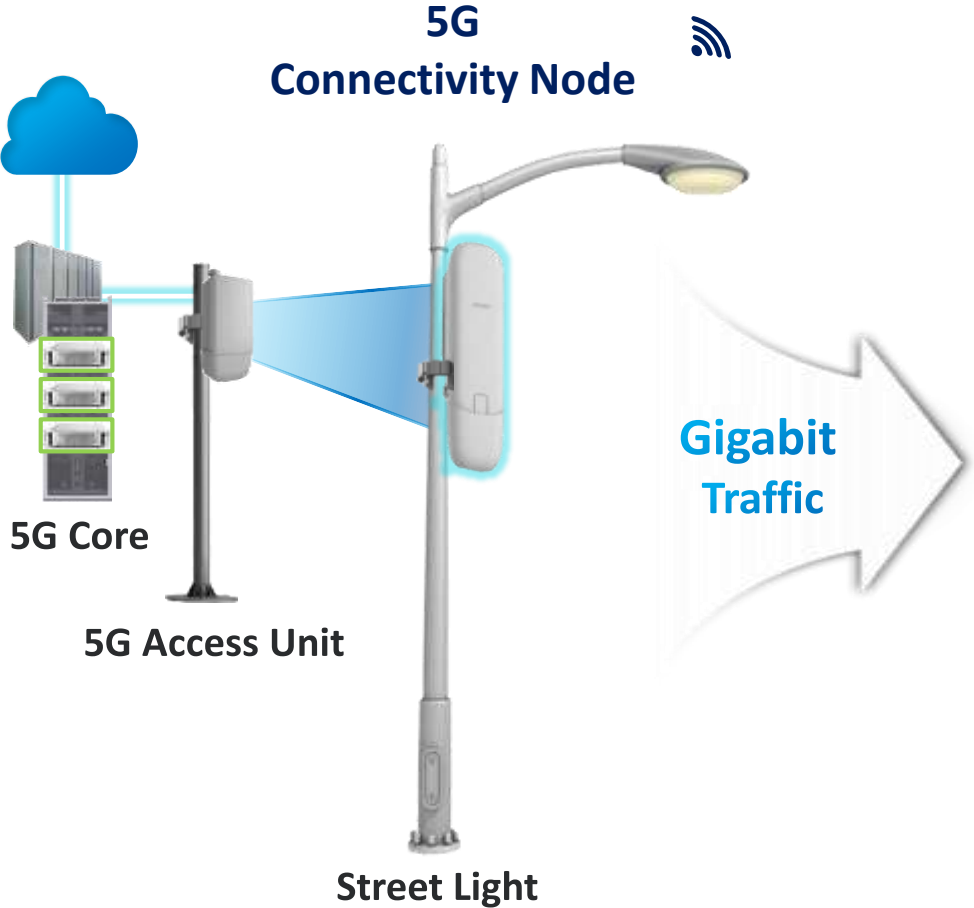 5G
Connectivity Node
Gigabit
Traffic
5G Core
5G Access Unit
Street Light